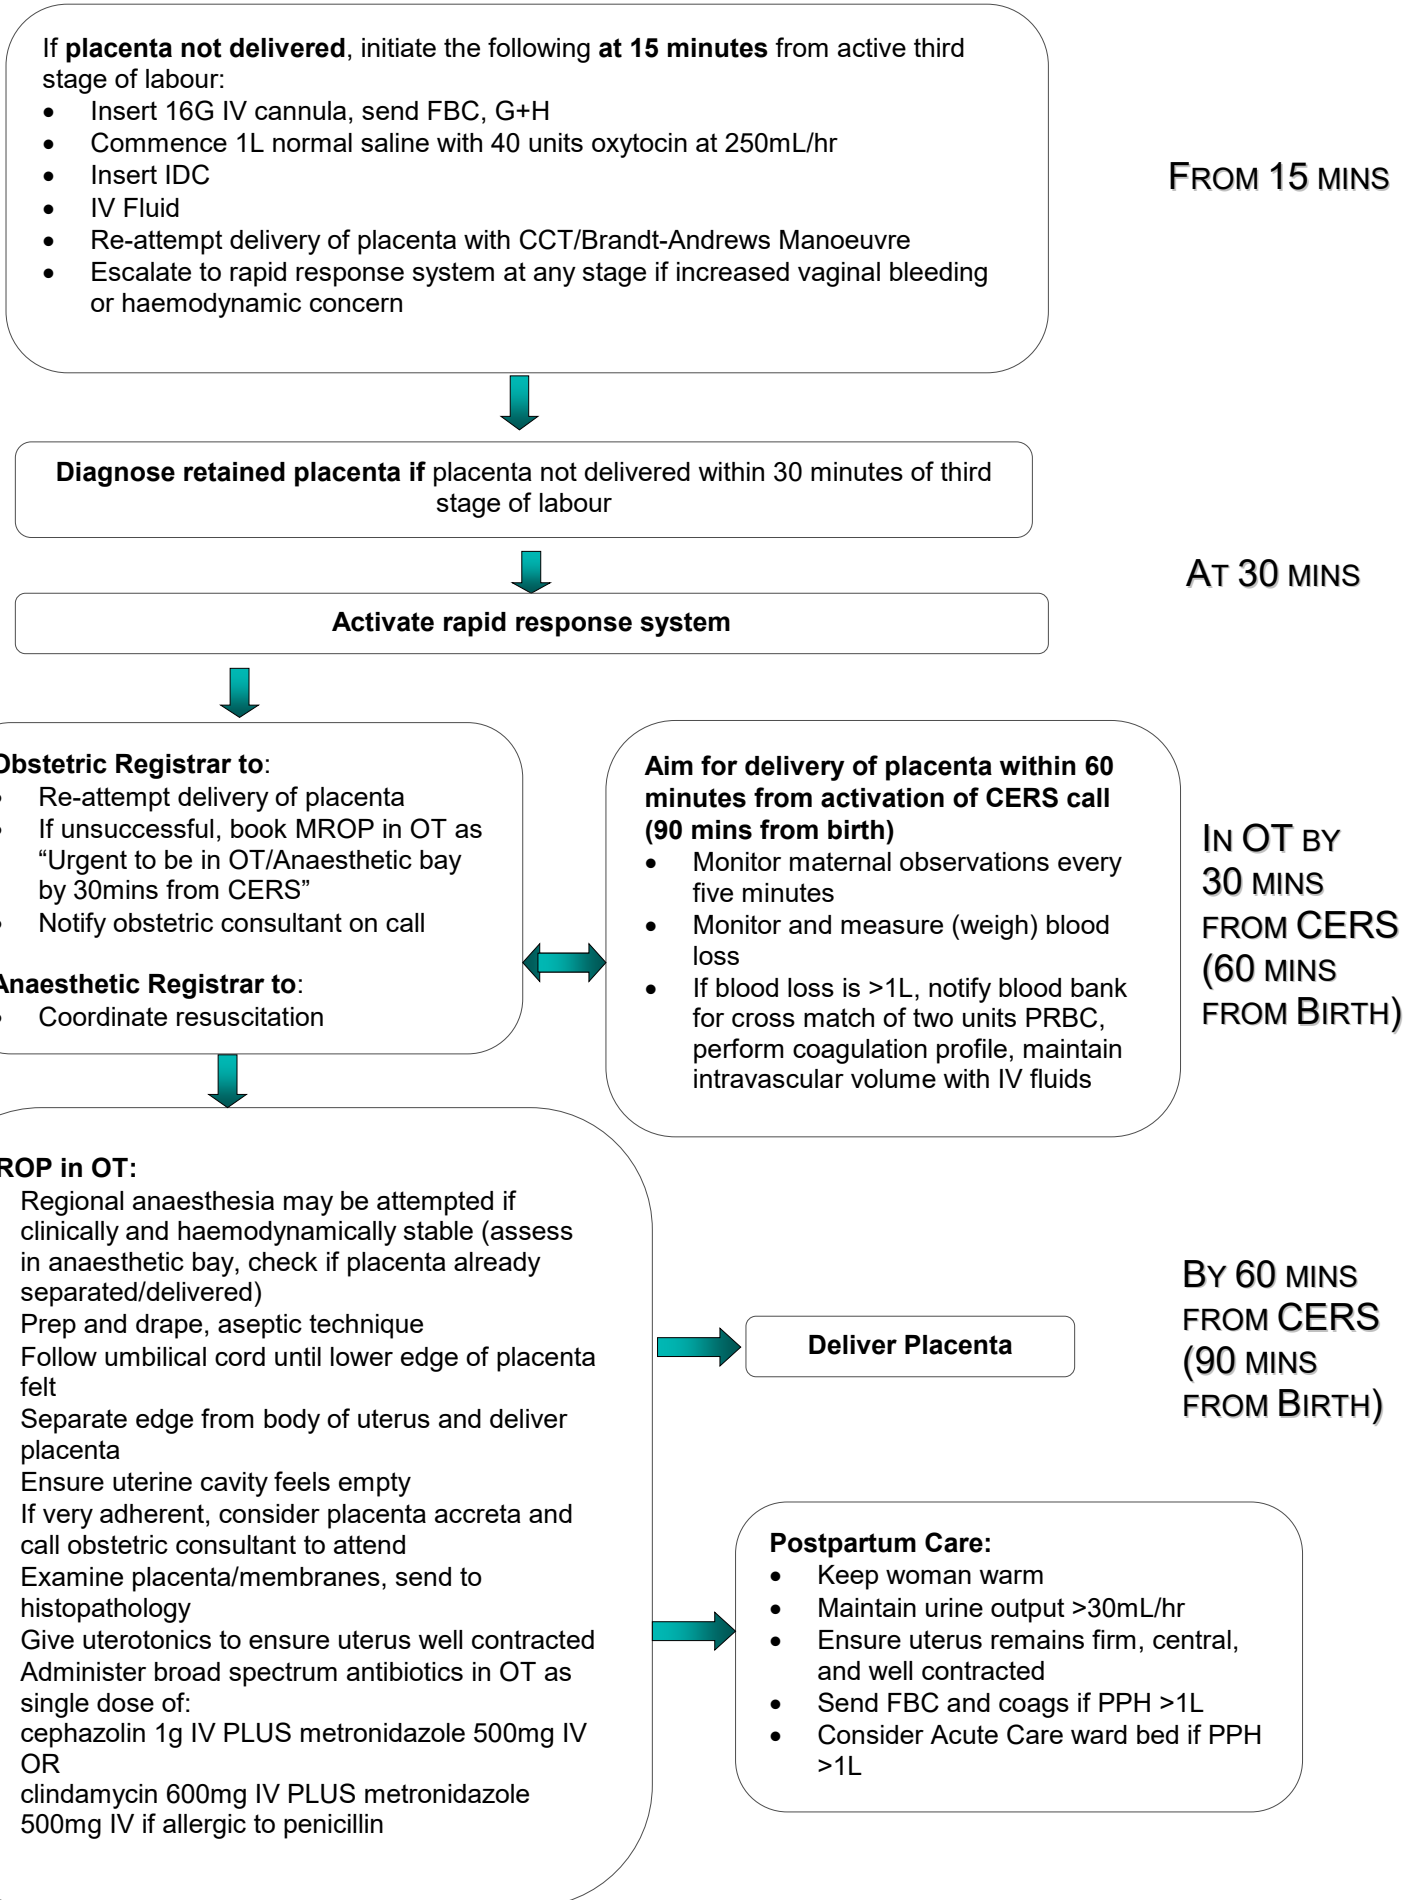 If placenta not delivered, initiate the following at 15 minutes from active third
stage of labour:
• Insert 16G IV cannula, send FBC, G+H
• Commence 1L normal saline with 40 units oxytocin at 250mL/hr
• Insert IDC
• IV Fluid
• Re-attempt delivery of placenta with CCT/Brandt-Andrews Manoeuvre
• Escalate to rapid response system at any stage if increased vaginal bleeding
or haemodynamic concern
FROM 15 MINS
Diagnose retained placenta if placenta not delivered within 30 minutes of third
stage of labour
AT 30 MINS
Activate rapid response system
Obstetric Registrar to:
• Re-attempt delivery of placenta
• If unsuccessful, book MROP in OT as
“Urgent to be in OT/Anaesthetic bay
by 30mins from CERS”
• Notify obstetric consultant on call
Anaesthetic Registrar to:
• Coordinate resuscitation
Aim for delivery of placenta within 60
minutes from activation of CERS call
(90 mins from birth)
• Monitor maternal observations every
five minutes
• Monitor and measure (weigh) blood
loss
• If blood loss is >1L, notify blood bank
for cross match of two units PRBC,
perform coagulation profile, maintain
intravascular volume with IV fluids
IN OT BY
30 MINS
FROM CERS
(60 MINS
FROM BIRTH)
ROP in OT:
Regional anaesthesia may be attempted if
clinically and haemodynamically stable (assess
in anaesthetic bay, check if placenta already
separated/delivered)
Prep and drape, aseptic technique
Follow umbilical cord until lower edge of placenta
felt
Separate edge from body of uterus and deliver
placenta
Ensure uterine cavity feels empty
If very adherent, consider placenta accreta and
call obstetric consultant to attend
Examine placenta/membranes, send to
histopathology
Give uterotonics to ensure uterus well contracted
Administer broad spectrum antibiotics in OT as
single dose of:
cephazolin 1g IV PLUS metronidazole 500mg IV
OR
clindamycin 600mg IV PLUS metronidazole
500mg IV if allergic to penicillin
Deliver Placenta
BY 60 MINS
FROM CERS
(90 MINS
FROM BIRTH)
Postpartum Care:
• Keep woman warm
• Maintain urine output >30mL/hr
• Ensure uterus remains firm, central,
and well contracted
• Send FBC and coags if PPH >1L
• Consider Acute Care ward bed if PPH
>1L